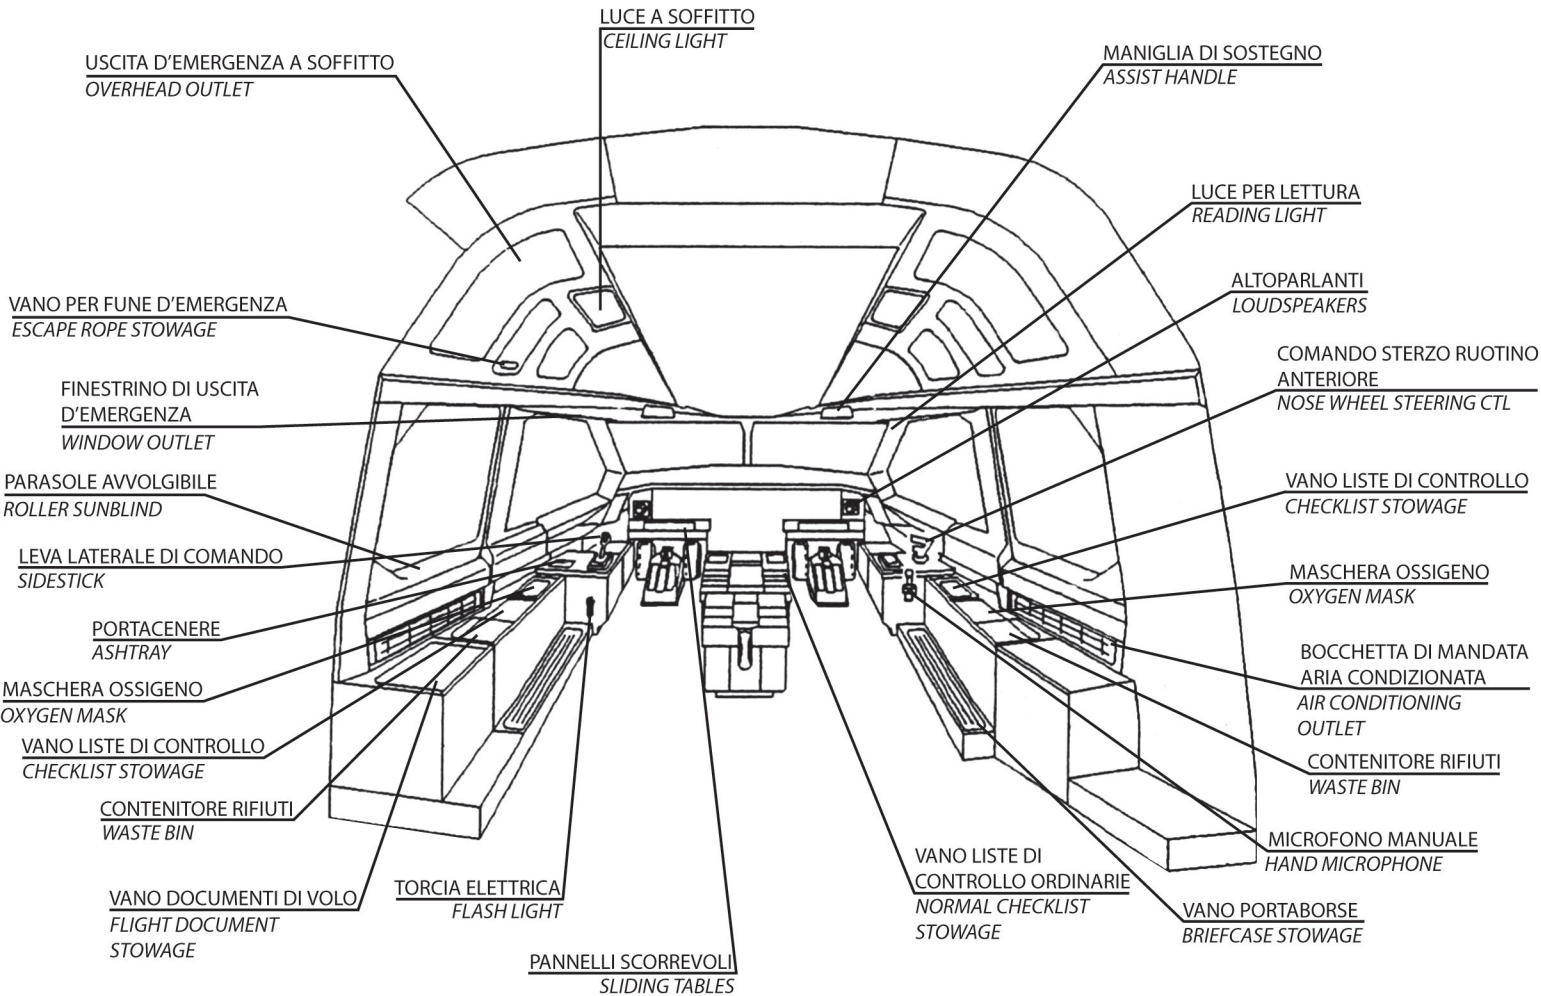 LUCE A SOFFITTO
CEILING LIGHT
USCITA D'EMERGENZA A SOFFITTO
OVERHEAD OUTLET
MANIGLIA DI SOSTEGNO
ASSIST HANDLE
LUCE PER LETTURA
READING LIGHT
ALTOPARLANTI
LOUDSPEAKERS
VANO PER FUNE D'EMERGENZA
ESCAPE ROPE STOWAGE
COMANDO STERZO RUOTINO
ANTERIORE
NOSE WHEEL STEERING CTL
FINESTRINO DI USCITA
D'EMERGENZA
WINDOW OUTLET
PARASOLE AVVOLGIBILE
ROLLER SUNBLIND
VANO LISTE DI CONTROLLO
CHECKLIST STOWAGE
LEVA LATERALE DI COMANDO
SIDESTICK
MASCHERA OSSIGENO
OXYGEN MASK
PORTACENERE
ASHTRAY
BOCCHETTA DI MANDATA
ARIA CONDIZIONATA
AIR CONDITIONING
OUTLET
MASCHERA OSSIGENO
OXYGEN MASK
VANO LISTE DI CONTROLLO
CHECKLIST STOWAGE
CONTENITORE RIFIUTI
WASTE BIN
CONTENITORE RIFIUTI
WASTE BIN
MICROFONO MANUALE
HAND MICROPHONE
VANO DOCUMENTI DI VOLO
FLIGHT DOCUMENT
STOWAGE
TORCIA ELETTRICA
FLASH LIGHT
VANO LISTE DI
CONTROLLO ORDINARIE
NORMAL CHECKLIST
STOWAGE
VANO PORTABORSE
BRIEFCASE STOWAGE
PANNELLI SCORREVOLI
SLIDING TABLES